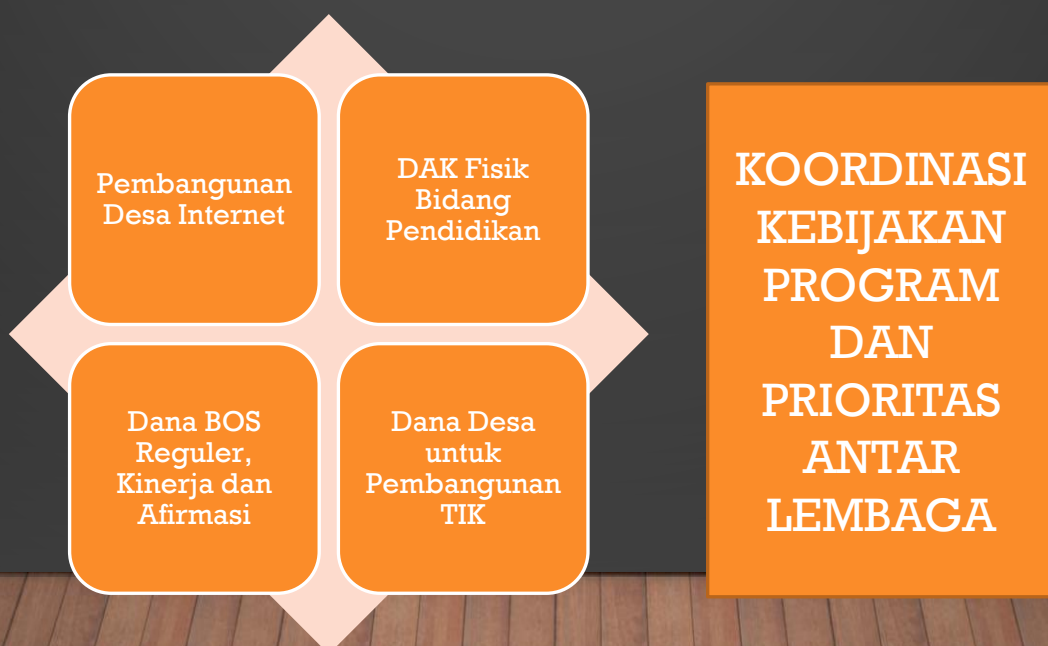 Pembangunan
Desa Internet
DAK Fisik
Bidang
Pendidikan
Dana BOS
Reguler,
Kinerja dan
Afirmasi
Dana Desa
untuk
Pembangunan
TIK
KOORDINASI
KEBIJAKAN
PROGRAM
DAN
PRIORITAS
ANTAR
LEMBAGA